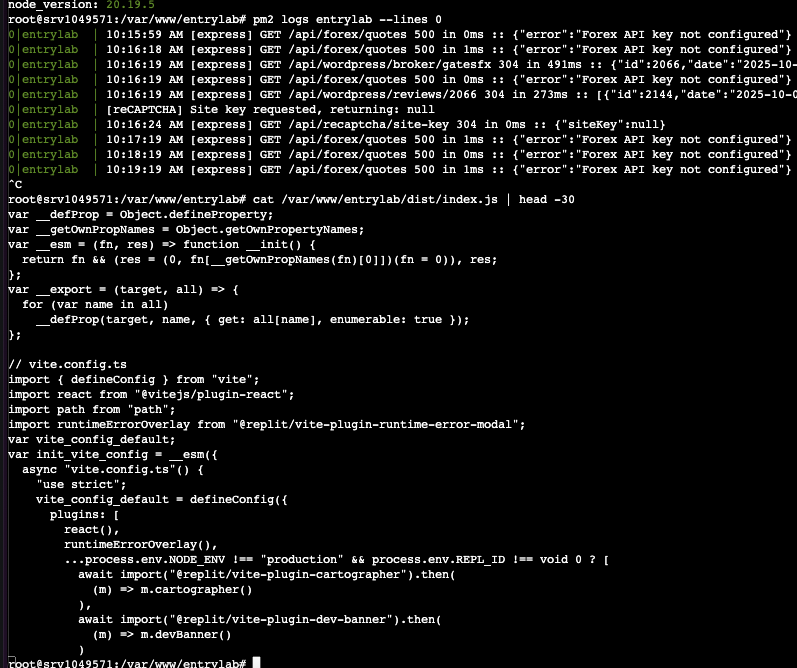 node_version: 20.19.5
root@srv1049571:/var/www/entrylab# pm2 logs entrylab --lines 0
0|entrylab  | 10:15:59 AM [express] GET /api/forex/quotes 500 in 0ms :: {"error":"Forex API key not configured"}
0|entrylab  | 10:16:18 AM [express] GET /api/forex/quotes 500 in 1ms :: {"error":"Forex API key not configured"}
0|entrylab  | 10:16:19 AM [express] GET /api/wordpress/broker/gatesfx 304 in 491ms :: {"id":2066,"date":"2025-10-
0|entrylab  | 10:16:19 AM [express] GET /api/forex/quotes 500 in 0ms :: {"error":"Forex API key not configured"}
0|entrylab  | 10:16:19 AM [express] GET /api/wordpress/reviews/2066 304 in 273ms :: [{"id":2144,"date":"2025-10-0
0|entrylab  | [reCAPTCHA] Site key requested, returning: null
0|entrylab  | 10:16:24 AM [express] GET /api/recaptcha/site-key 304 in 0ms :: {"siteKey":null}
0|entrylab  | 10:17:19 AM [express] GET /api/forex/quotes 500 in 1ms :: {"error":"Forex API key not configured"}
0|entrylab  | 10:18:19 AM [express] GET /api/forex/quotes 500 in 0ms :: {"error":"Forex API key not configured"}
0|entrylab  | 10:19:19 AM [express] GET /api/forex/quotes 500 in 1ms :: {"error":"Forex API key not configured"}
^C
root@srv1049571:/var/www/entrylab# cat /var/www/entrylab/dist/index.js | head -30
var __defProp = Object.defineProperty;
var __getOwnPropNames = Object.getOwnPropertyNames;
var __esm = (fn, res) => function __init() {
  return fn && (res = (0, fn[__getOwnPropNames(fn)[0]])(fn = 0)), res;
};
var __export = (target, all) => {
  for (var name in all)
    __defProp(target, name, { get: all[name], enumerable: true });
};

// vite.config.ts
import { defineConfig } from "vite";
import react from "@vitejs/plugin-react";
import path from "path";
import runtimeErrorOverlay from "@replit/vite-plugin-runtime-error-modal";
var vite_config_default;
var init_vite_config = __esm({
  async "vite.config.ts"() {
    "use strict";
    vite_config_default = defineConfig({
      plugins: [
        react(),
        runtimeErrorOverlay(),
        ...process.env.NODE_ENV !== "production" && process.env.REPL_ID !== void 0 ? [
          await import("@replit/vite-plugin-cartographer").then(
            (m) => m.cartographer()
          ),
          await import("@replit/vite-plugin-dev-banner").then(
            (m) => m.devBanner()
          )
root@srv1049571:/var/www/entrylab#